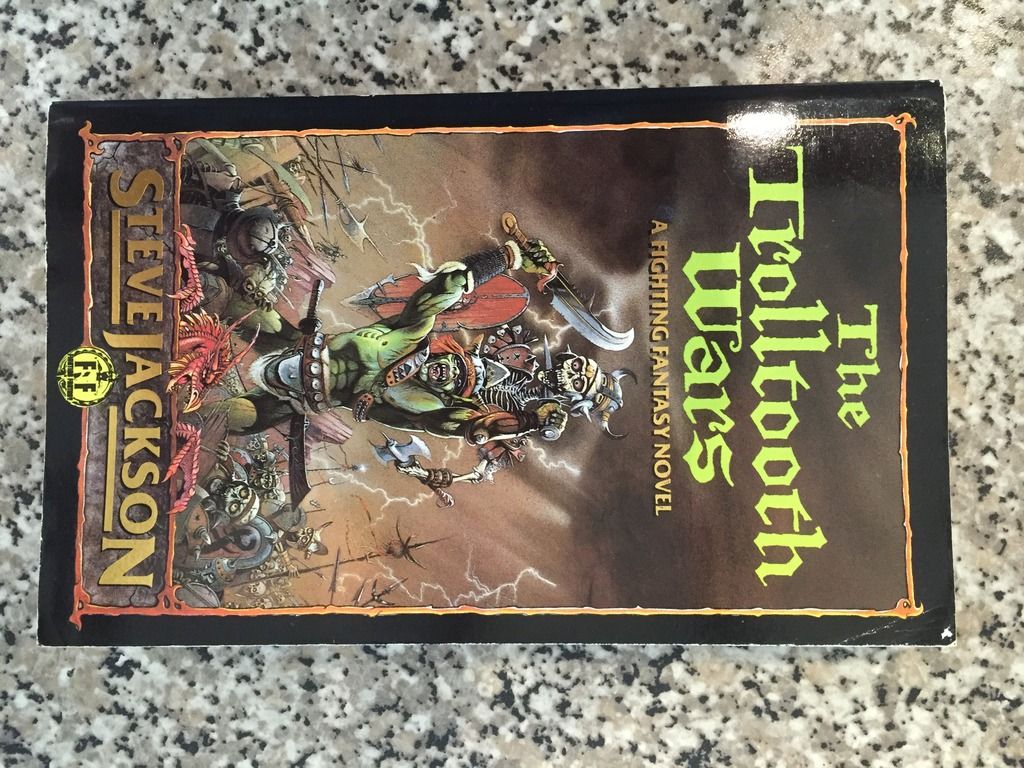 The
Trolltooth
Wars
A FIGHTING FANTASY NOVEL
STEVE JACKSON
FF